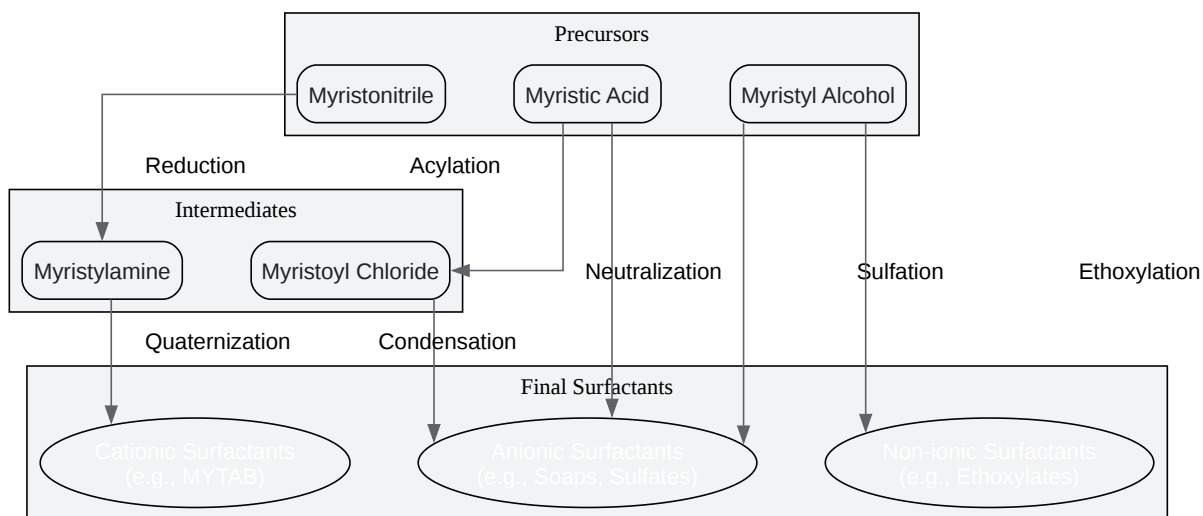 Precursors
Myristonitrile
Myristic Acid
Myristyl Alcohol
Reduction
Acylation
Intermediates
Myristylamine
Myristoyl Chloride
Neutralization
Sulfation
Ethoxylation
Quaternization
Condensation
Final Surfactants
Cationic Surfactants
(e.g., MYTAB)
Anionic Surfactants
(e.g., Soaps, Sulfates)
Non-ionic Surfactants
(e.g., Ethoxylates)